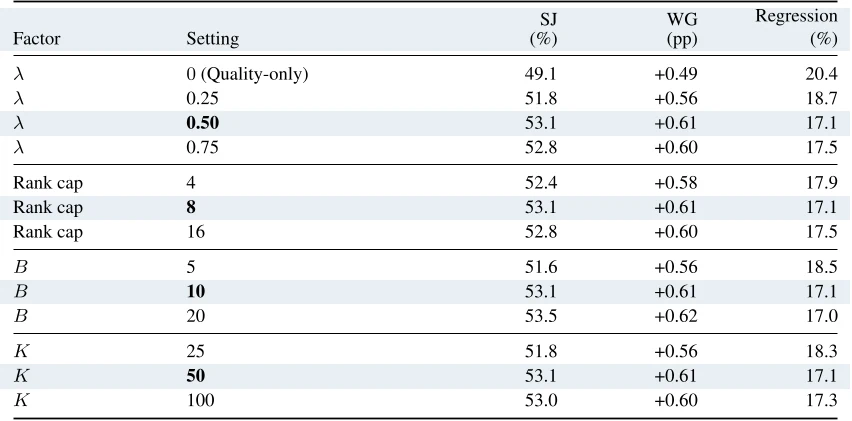 Factor Setting SJ (%) WG (pp) Regression (%)
λ 0 (Quality-only) 49.1 +0.49 20.4
λ 0.25 51.8 +0.56 18.7
λ 0.50 53.1 +0.61 17.1
λ 0.75 52.8 +0.60 17.5
Rank cap 4 52.4 +0.58 17.9
Rank cap 8 53.1 +0.61 17.1
Rank cap 16 52.8 +0.60 17.5
B 5 51.6 +0.56 18.5
B 10 53.1 +0.61 17.1
B 20 53.5 +0.62 17.0
K 25 51.8 +0.56 18.3
K 50 53.1 +0.61 17.1
K 100 53.0 +0.60 17.3